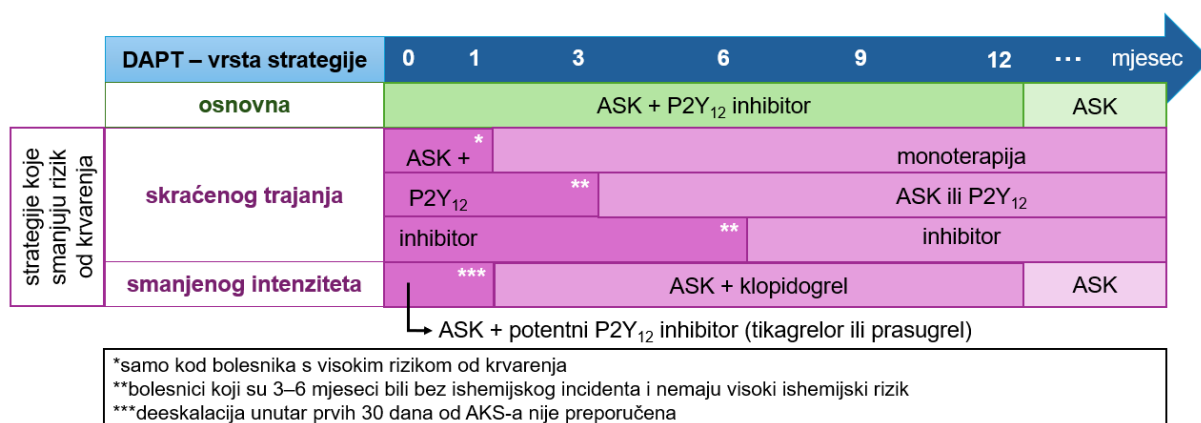 DAPT – vrsta strategije 0 1 3 6 9 12 ... mjesec
osnovna ASK + P2Y₁₂ inhibitor ASK
strategije koje
smanjuju rizik
od krvarenja
skraćenog trajanja
ASK + *
P2Y₁₂ **
inhibitor **
monoterapija
ASK ili P2Y₁₂
inhibitor
smanjenog intenziteta *** ASK + klopidogrel ASK
ASK + potentni P2Y₁₂ inhibitor (tikagrelor ili prasugrel)
*samo kod bolesnika s visokim rizikom od krvarenja
**bolesnici koji su 3–6 mjeseci bili bez ishemijskog incidenta i nemaju visoki ishemijski rizik
***deeskalacija unutar prvih 30 dana od AKS-a nije preporučena